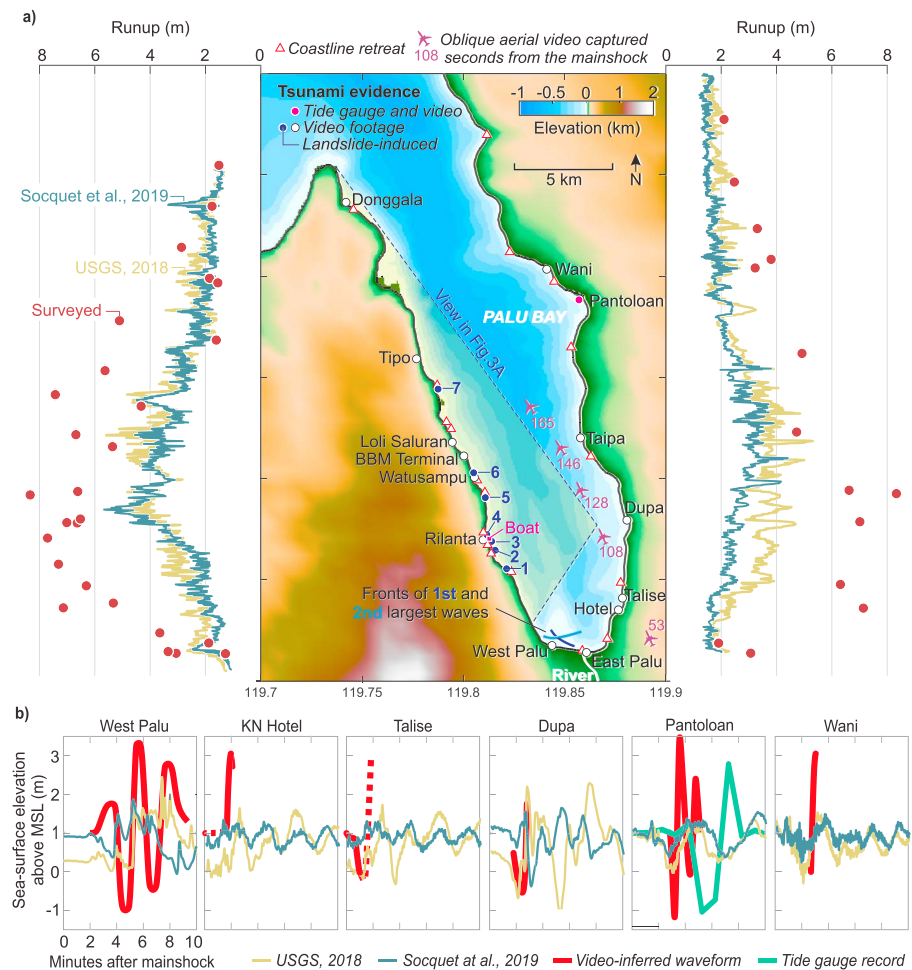 a)
Runup (m)
8 6 4 2 0
Coastline retreat
108
Oblique aerial video captured
seconds from the mainshock
Runup (m)
0 2 4 6 8
Tsunami evidence
Tide gauge and video
Video footage
Landslide-induced
-1 -0.5 0 1 2
Elevation (km)
5 km
N
Socquet et al., 2019
USGS, 2018
Surveyed
Donggala
Wani
Pantoloan
PALU BAY
View in Fig.3A
Tipo
7
165
Loli Saluran
Taipa
BBM Terminal
146
Watusampu
6
5
128
Dupa
4
Boat
Rilanta
3
108
2
1
Fronts of 1st and
2nd largest waves
Talise
Hotel
53
West Palu
East Palu
River
119.7 119.75 119.8 119.85 119.9
b)
West Palu KN Hotel Talise Dupa Pantoloan Wani
Sea-surface elevation
above MSL (m)
3
2
1
0
-1
0 2 4 6 8 10
Minutes after mainshock
USGS, 2018 Socquet et al., 2019 Video-inferred waveform Tide gauge record